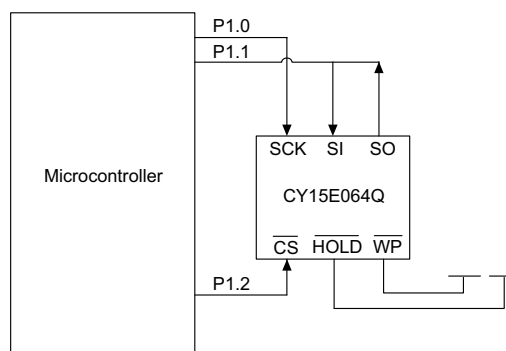 P1.0
P1.1
SCK SI SO
Microcontroller
CY15E064Q
CS HOLD WP
P1.2